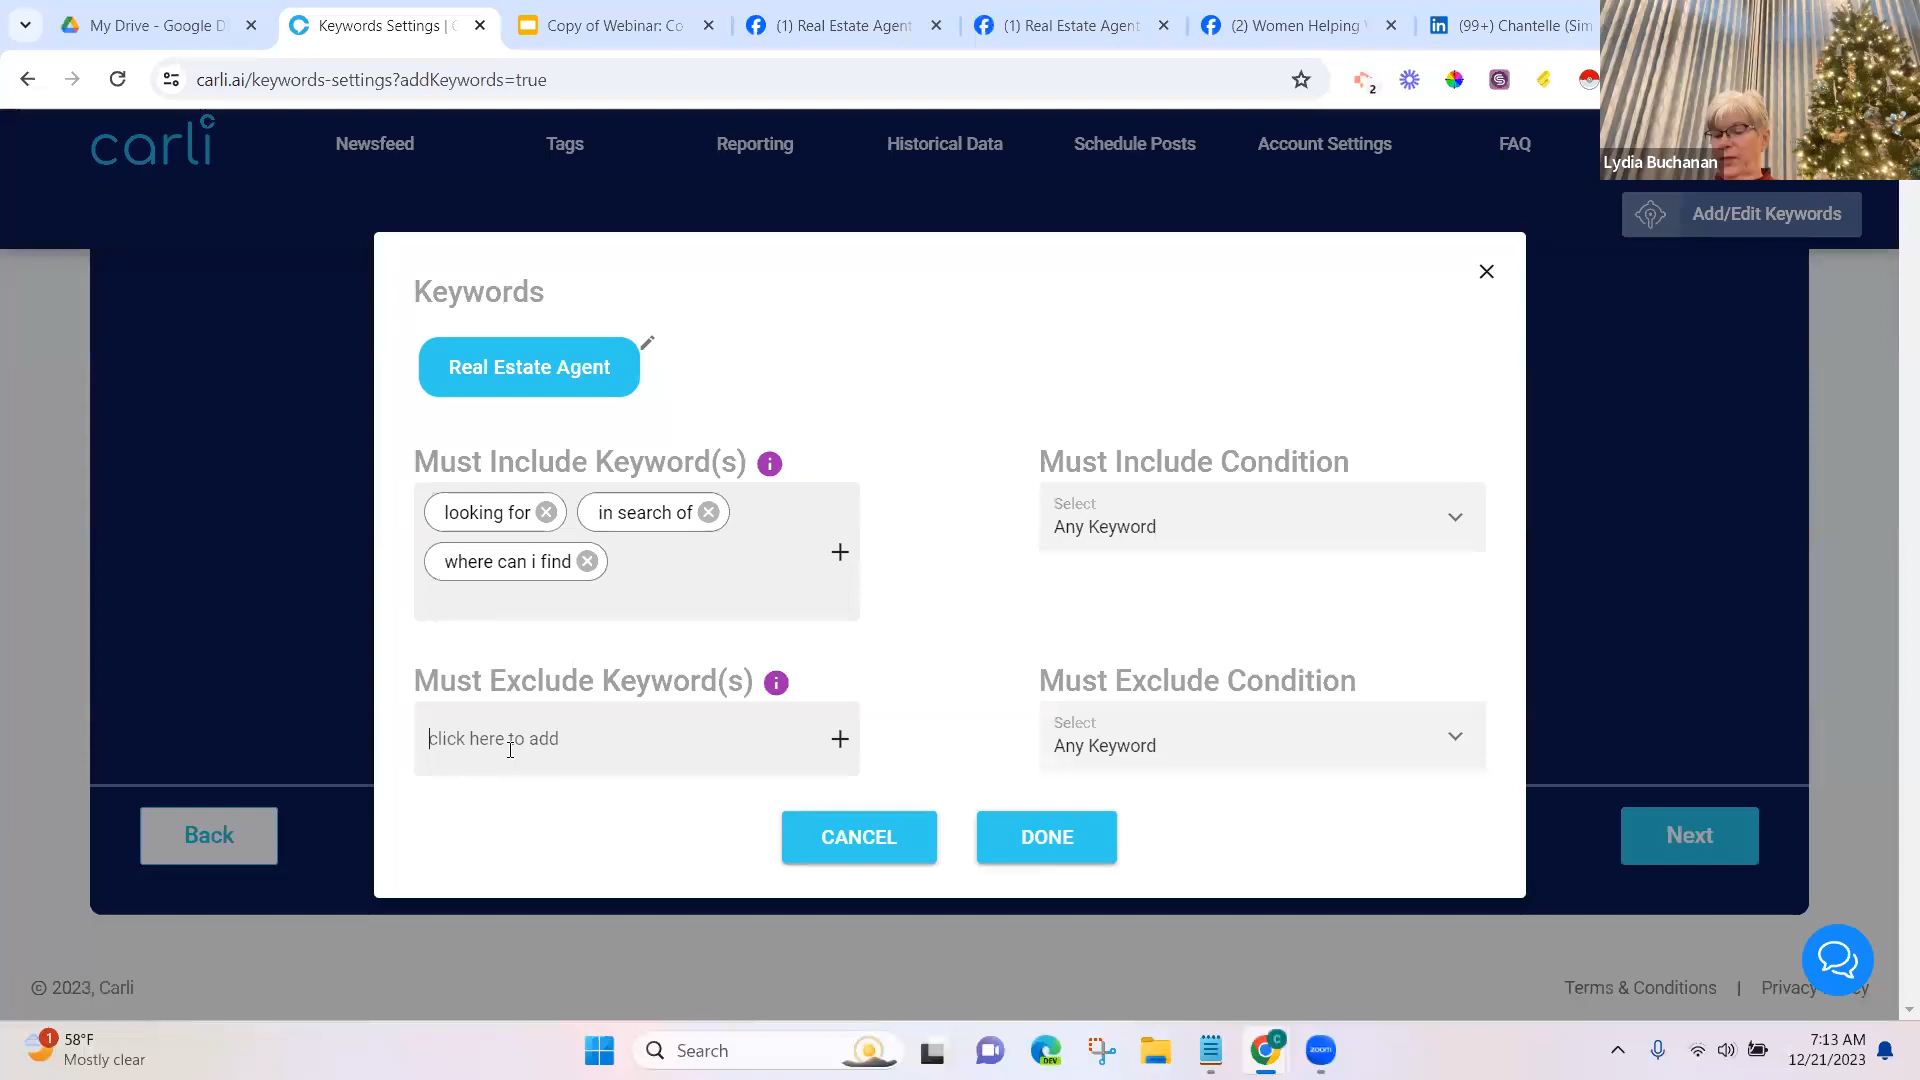 My Drive - Google D
Keywords Settings | C
Copy of Webinar: Co
(1) Real Estate Agent
(1) Real Estate Agent
(2) Women Helping
(99+) Chantelle (Sim
carli.ai/keywords-settings?addKeywords=true
2
Lydia Buchanan
carli
Newsfeed
Tags
Reporting
Historical Data
Schedule Posts
Account Settings
FAQ
Add/Edit Keywords
Keywords
Real Estate Agent
Must Include Keyword(s)
Must Include Condition
looking for
in search of
where can i find
Select
Any Keyword
Must Exclude Keyword(s)
Must Exclude Condition
click here to add
Select
Any Keyword
Back
CANCEL
DONE
Next
© 2023, Carli
Terms & Conditions | Privacy
1
58°F
Mostly clear
Search
DEV
zoom
7:13 AM
12/21/2023